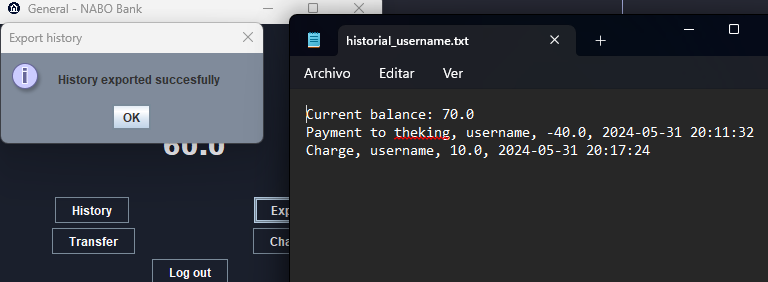 General - NABO Bank
Export history
History exported succesfully
OK
60.0
History
Transfer
Log out
historial_username.txt
Archivo Editar Ver
Current balance: 70.0
Payment to theking, username, -40.0, 2024-05-31 20:11:32
Charge, username, 10.0, 2024-05-31 20:17:24